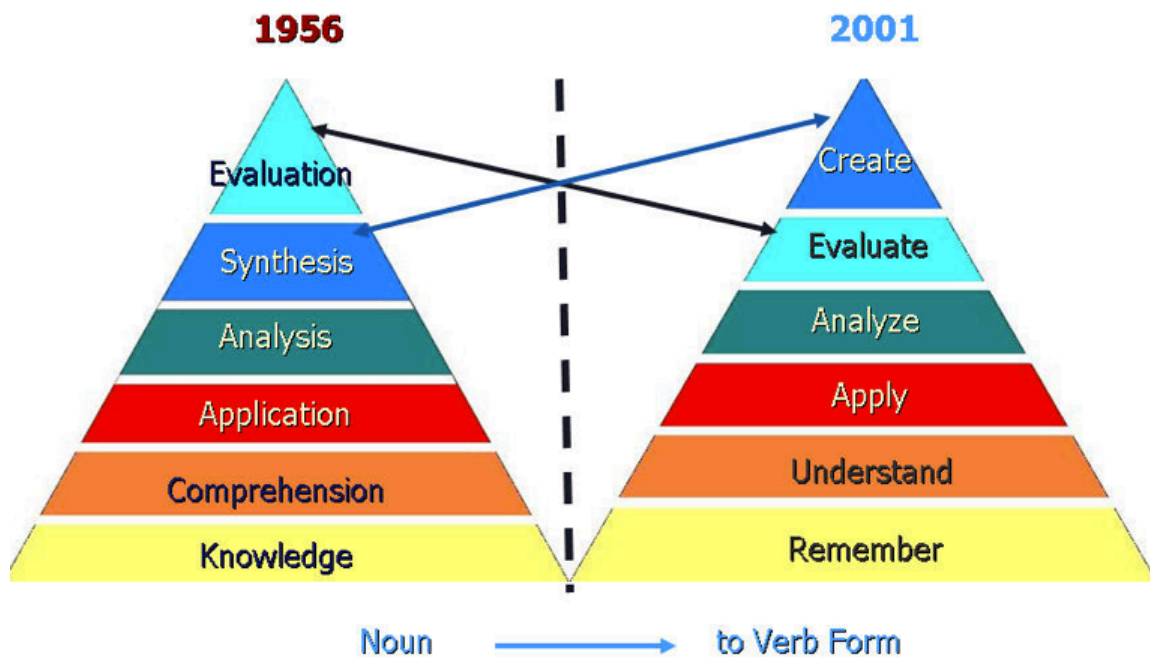 1956
Evaluation
Synthesis
Analysis
Application
Comprehension
Knowledge
2001
Create
Evaluate
Analyze
Apply
Understand
Remember
Noun to Verb Form